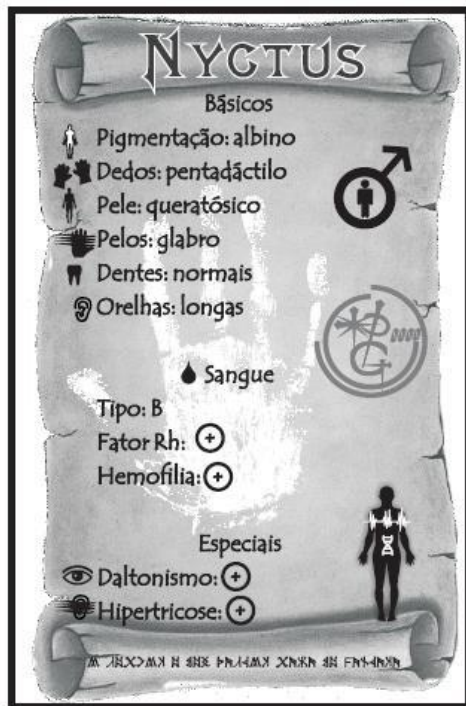 NYCTUS
Básicos
Pigmentação: albino
Dedos: pentadáctilo
Pele: queratósico
Pelos: glabro
Dentes: normais
Orelhas: longas
Sangue
Tipo: B
Fator Rh: +
Hemofilia: +
Especiais
Daltonismo: +
Hipertricose: +